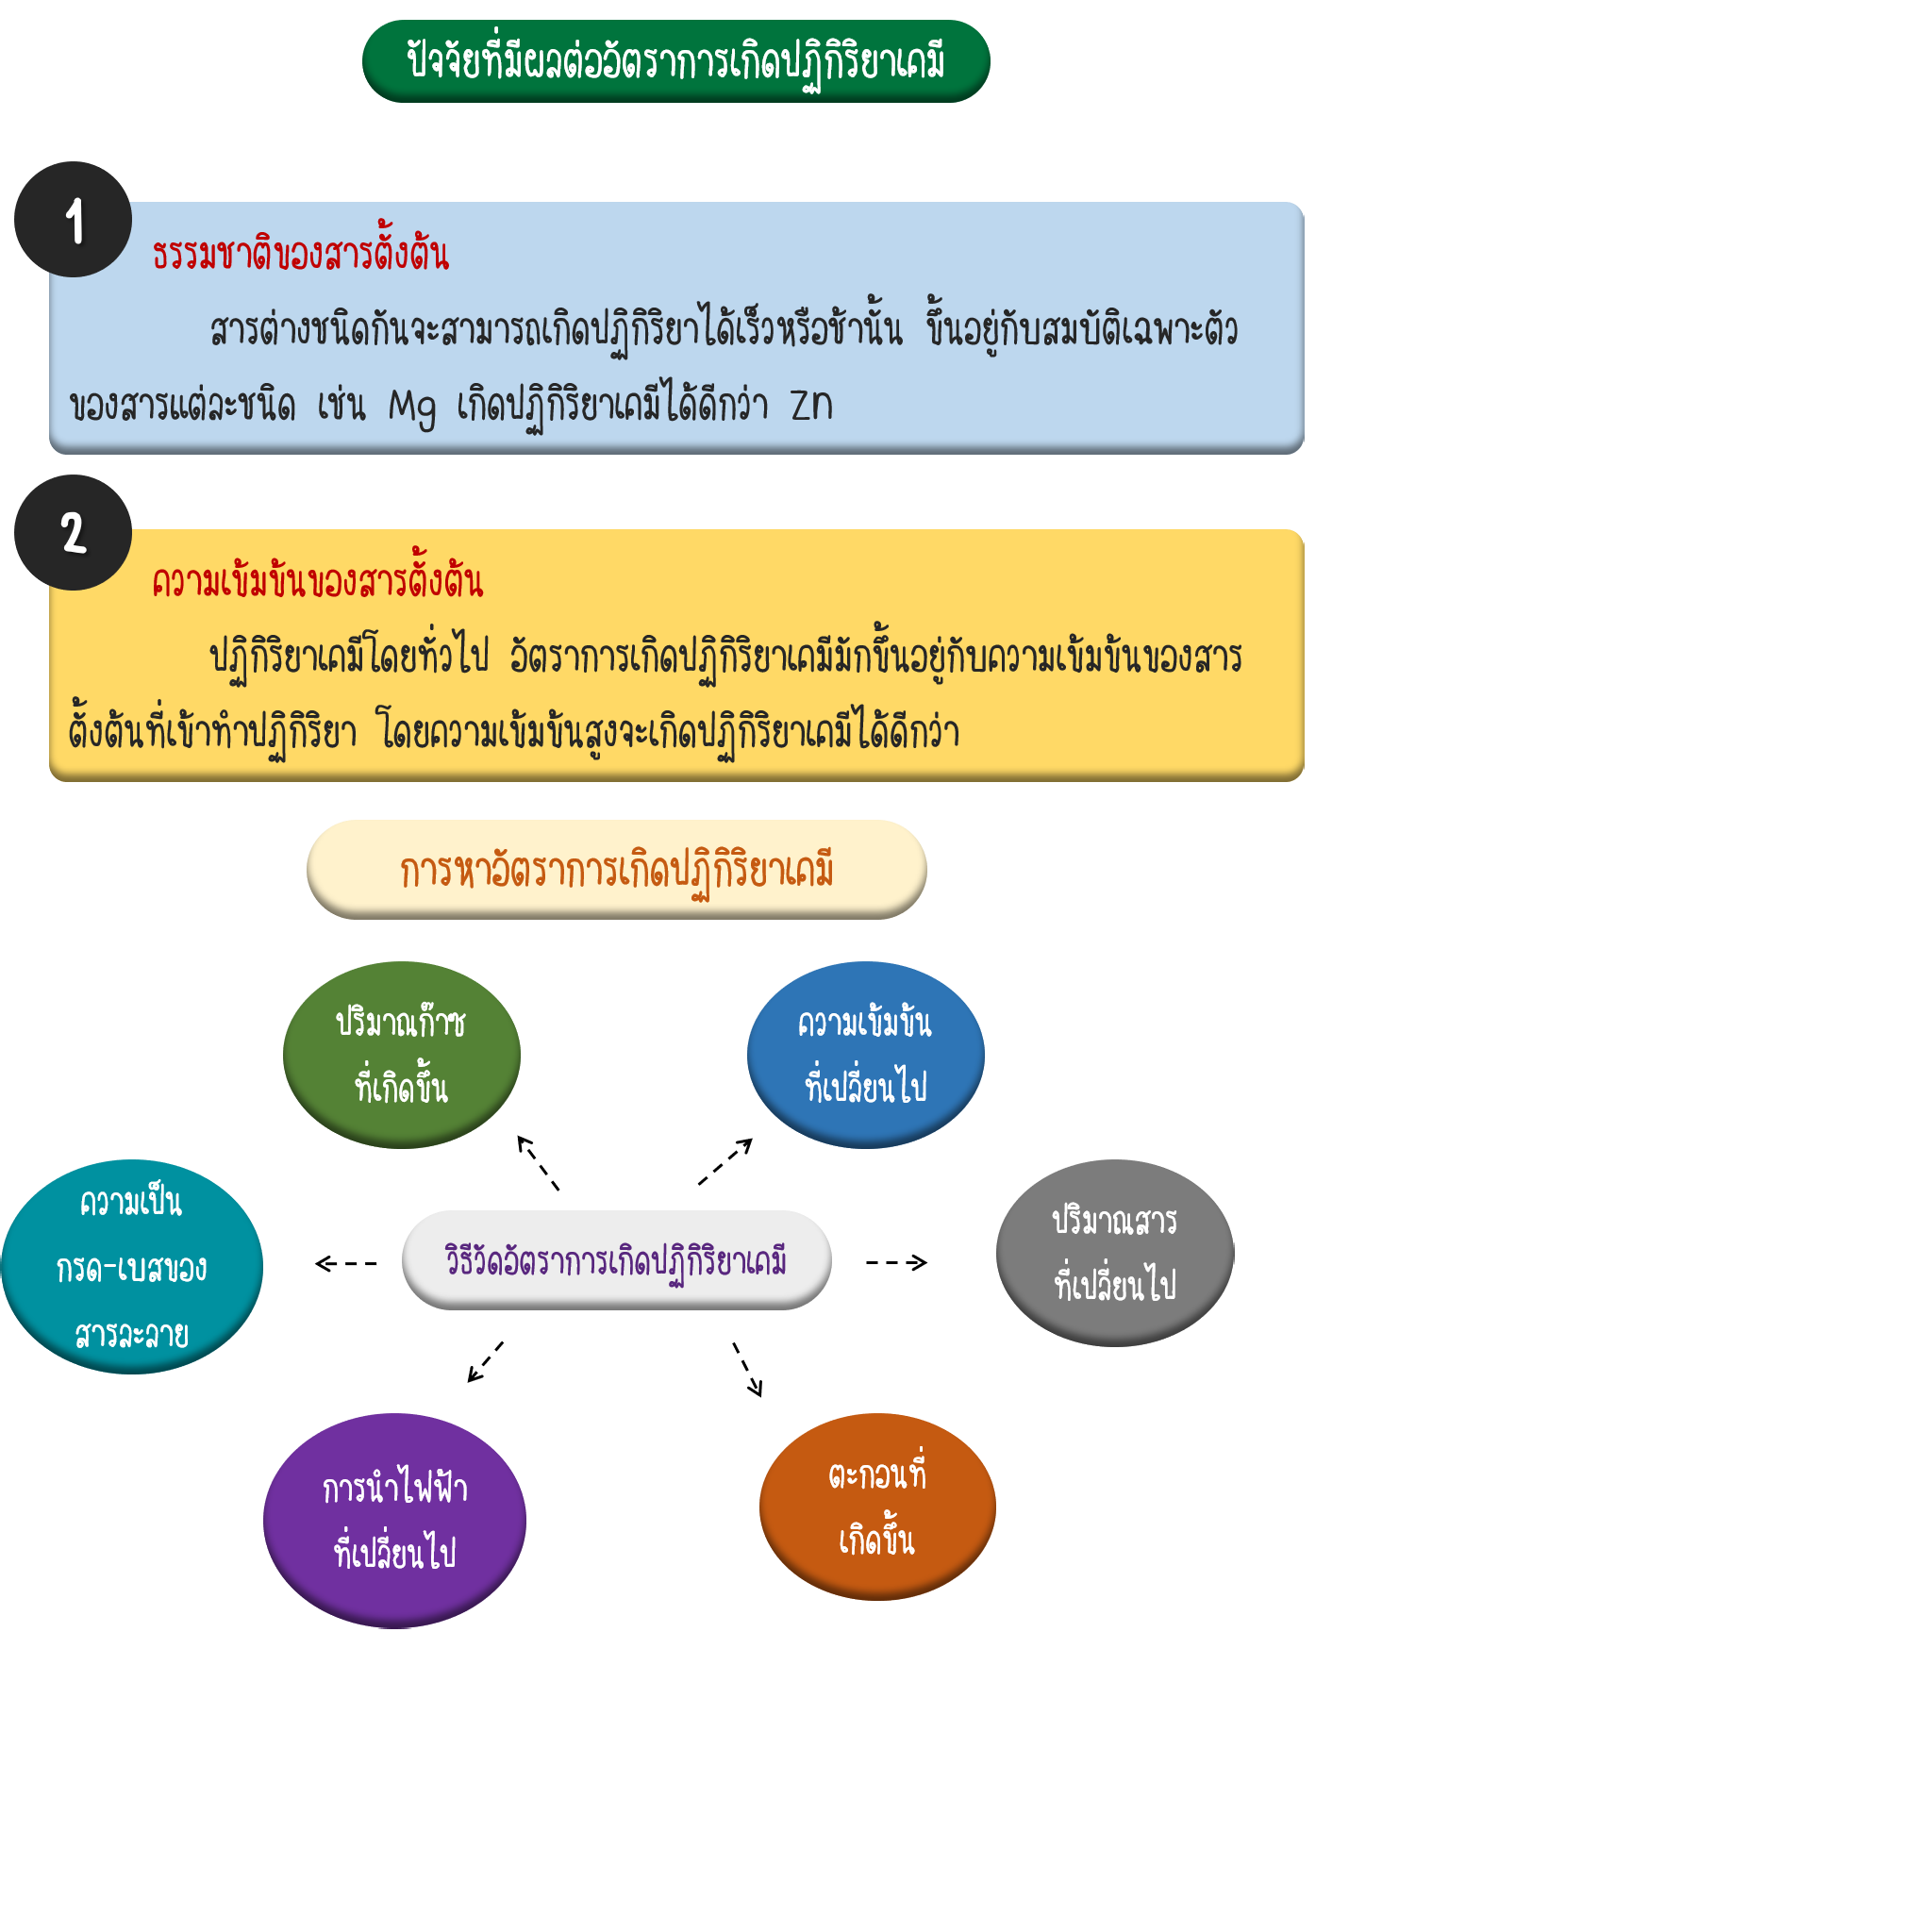 ปัจจัยที่มีผลต่ออัตราการเกิดปฏิกิริยาเคมี
1
ธรรมชาติของสารตั้งต้น
สารต่างชนิดกันจะสามารถเกิดปฏิกิริยาได้เร็วหรือช้านั้น ขึ้นอยู่กับสมบัติเฉพาะตัว
ของสารแต่ละชนิด เช่น Mg เกิดปฏิกิริยาเคมีได้ดีกว่า Zn
2
ความเข้มข้นของสารตั้งต้น
ปฏิกิริยาเคมีโดยทั่วไป อัตราการเกิดปฏิกิริยาเคมีมักขึ้นอยู่กับความเข้มข้นของสาร
ตั้งต้นที่เข้าทำปฏิกิริยา โดยความเข้มข้นสูงจะเกิดปฏิกิริยาเคมีได้ดีกว่า
การหาอัตราการเกิดปฏิกิริยาเคมี
ปริมาณก๊าซ
ที่เกิดขึ้น
ความเข้มข้น
ที่เปลี่ยนไป
ความเป็น
กรด-เบสของ
สารละลาย
วิธีวัดอัตราการเกิดปฏิกิริยาเคมี
ปริมาณสาร
ที่เปลี่ยนไป
การนำไฟฟ้า
ที่เปลี่ยนไป
ตะกอนที่
เกิดขึ้น